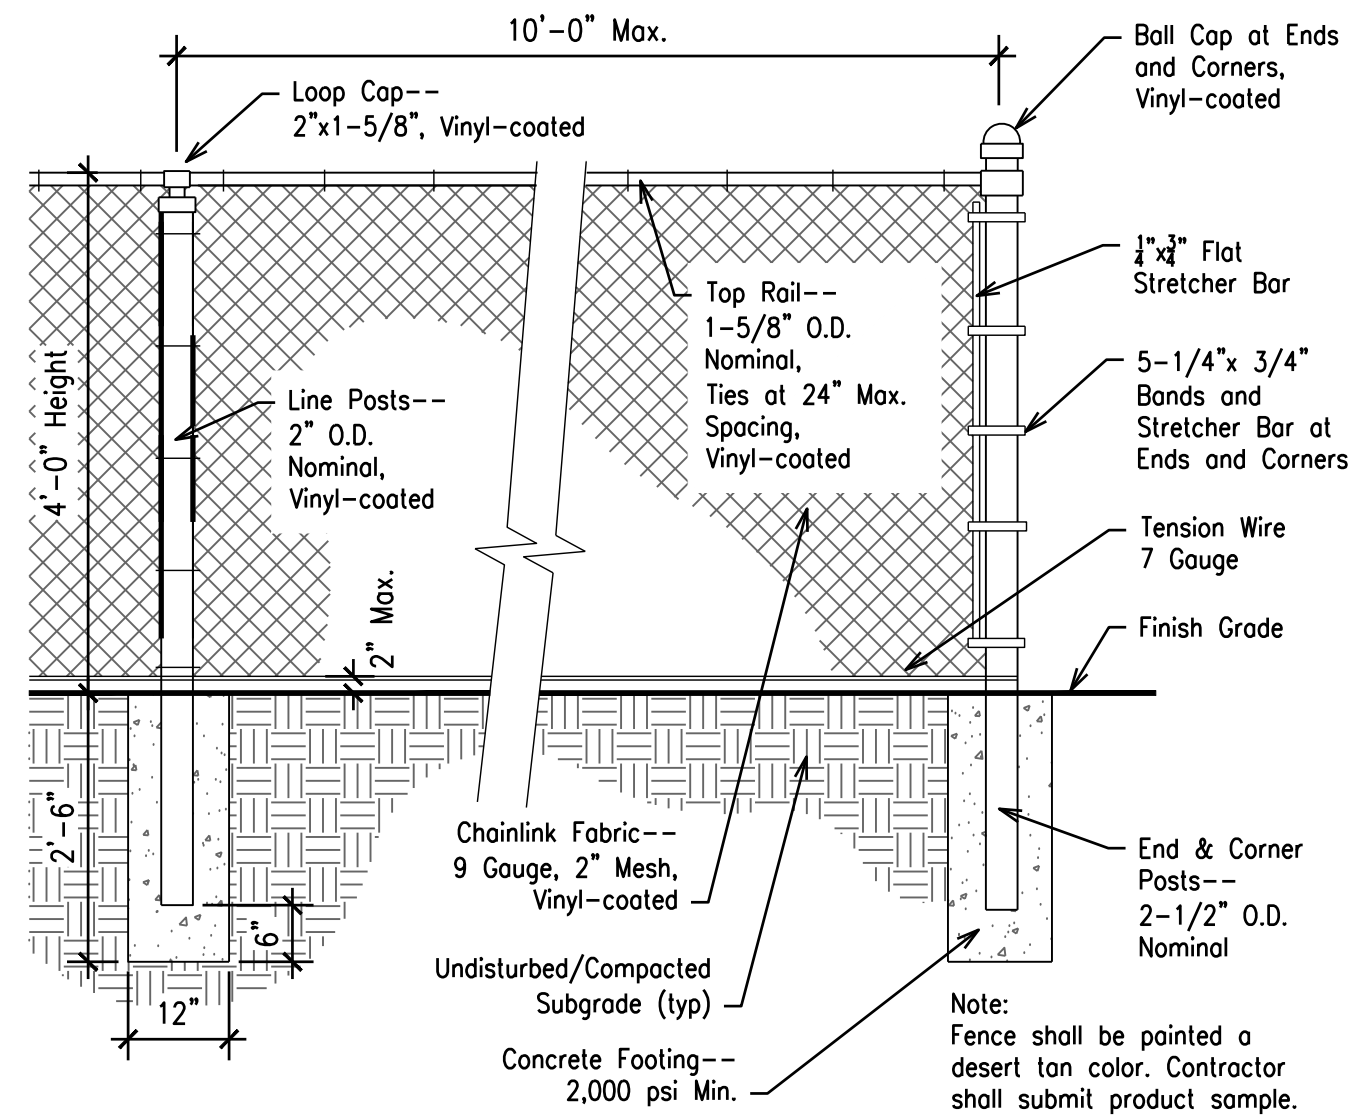 10'-0" Max.
Ball Cap at Ends
and Corners,
Vinyl-coated
Loop Cap--
2"x1-5/8", Vinyl-coated
1/4"x3/4" Flat
Stretcher Bar
Top Rail--
1-5/8" O.D.
Nominal,
Ties at 24" Max.
Spacing,
Vinyl-coated
5-1/4"x 3/4"
Bands and
Stretcher Bar at
Ends and Corners
4'-0" Height
Line Posts--
2" O.D.
Nominal,
Vinyl-coated
Tension Wire
7 Gauge
2" Max.
Finish Grade
2'-6"
Chainlink Fabric--
9 Gauge, 2" Mesh,
Vinyl-coated
End & Corner
Posts--
2-1/2" O.D.
Nominal
6"
Undisturbed/Compacted
Subgrade (typ)
12"
Concrete Footing--
2,000 psi Min.
Note:
Fence shall be painted a
desert tan color. Contractor
shall submit product sample.